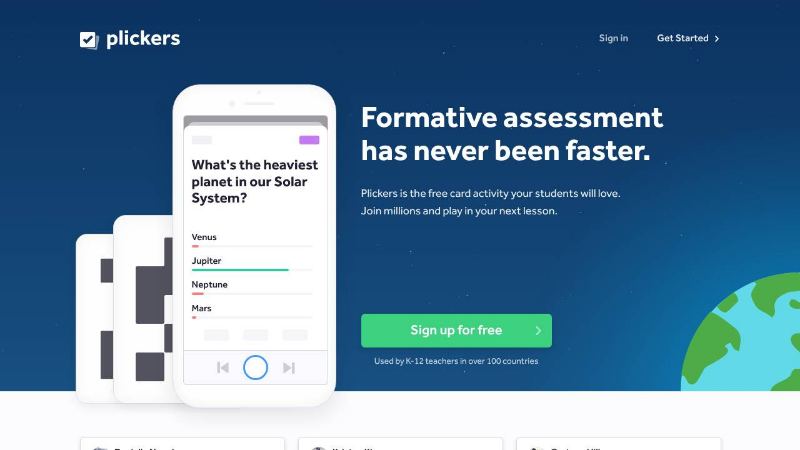 plickers
Sign in
Get Started
Formative assessment
has never been faster.
Plickers is the free card activity your students will love.
Join millions and play in your next lesson.
What's the heaviest
planet in our Solar
System?
Venus
Jupiter
Neptune
Mars
Sign up for free
Used by K-12 teachers in over 100 countries